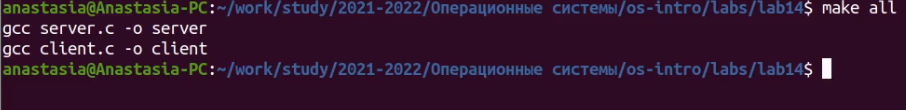 anastasia@Anastasia-PC:~/work/study/2021-2022/Операционные системы/os-intro/labs/lab14$ make all
gcc server.c -o server
gcc client.c -o client
anastasia@Anastasia-PC:~/work/study/2021-2022/Операционные системы/os-intro/labs/lab14$